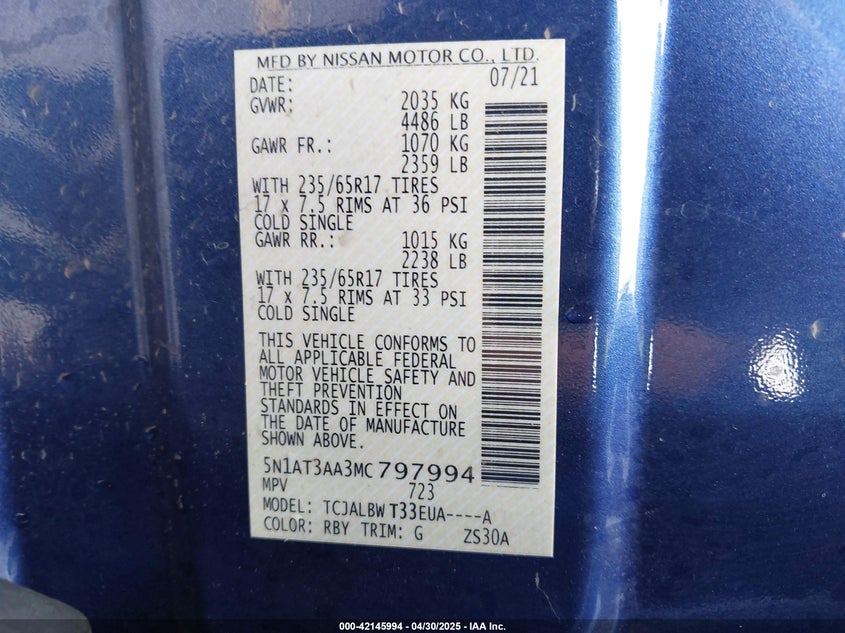 MFD BY NISSAN MOTOR CO., LTD.
DATE: 07/21
GVWR: 2035 KG
4486 LB
GAWR FR.: 1070 KG
2359 LB
WITH 235/65R17 TIRES
17 x 7.5 RIMS AT 36 PSI
COLD SINGLE
GAWR RR.: 1015 KG
2238 LB
WITH 235/65R17 TIRES
17 x 7.5 RIMS AT 33 PSI
COLD SINGLE
THIS VEHICLE CONFORMS TO
ALL APPLICABLE FEDERAL
MOTOR VEHICLE SAFETY AND
THEFT PREVENTION
STANDARDS IN EFFECT ON
THE DATE OF MANUFACTURE
SHOWN ABOVE.
5N1AT3AA3MC797994
MPV 723
MODEL: TCJALBW T33EUA----A
COLOR: RBY TRIM: G ZS30A
000-42145994 - 04/30/2025 - IAA Inc.